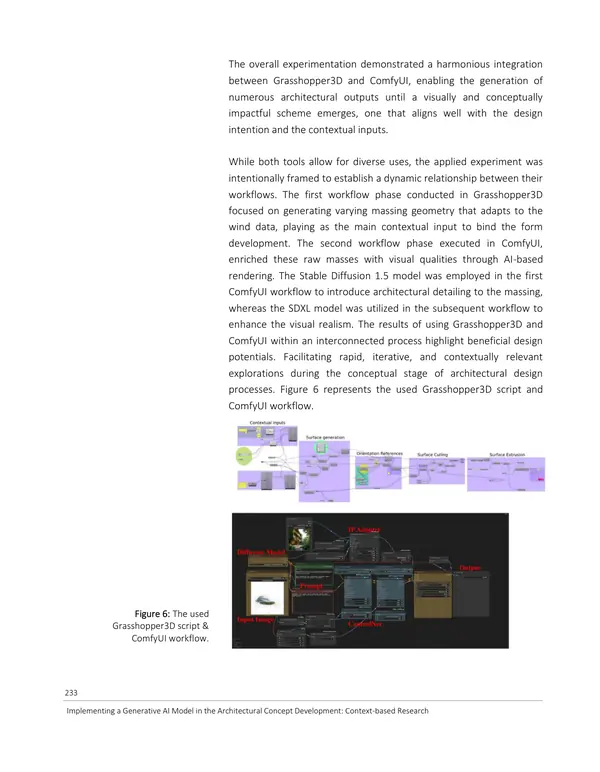 The overall experimentation demonstrated a harmonious integration
between Grasshopper3D and ComfyUI, enabling the generation of
numerous architectural outputs until a visually and conceptually
impactful scheme emerges, one that aligns well with the design
intention and the contextual inputs.
While both tools allow for diverse uses, the applied experiment was
intentionally framed to establish a dynamic relationship between their
workflows. The first workflow phase conducted in Grasshopper3D
focused on generating varying massing geometry that adapts to the
wind data, playing as the main contextual input to bind the form
development. The second workflow phase executed in ComfyUI,
enriched these raw masses with visual qualities through AI-based
rendering. The Stable Diffusion 1.5 model was employed in the first
ComfyUI workflow to introduce architectural detailing to the massing,
whereas the SDXL model was utilized in the subsequent workflow to
enhance the visual realism. The results of using Grasshopper3D and
ComfyUI within an interconnected process highlight beneficial design
potentials. Facilitating rapid, iterative, and contextually relevant
explorations during the conceptual stage of architectural design
processes. Figure 6 represents the used Grasshopper3D script and
ComfyUI workflow.
Contextual inputs
Surface generation
Orientation References
Surface Culling
Surface Extrusion
IPAdapter
Diffusion Model
Output
Prompt
Input Image
ControlNet
Figure 6: The used
Grasshopper3D script &
ComfyUI workflow.
233
Implementing a Generative AI Model in the Architectural Concept Development: Context-based Research